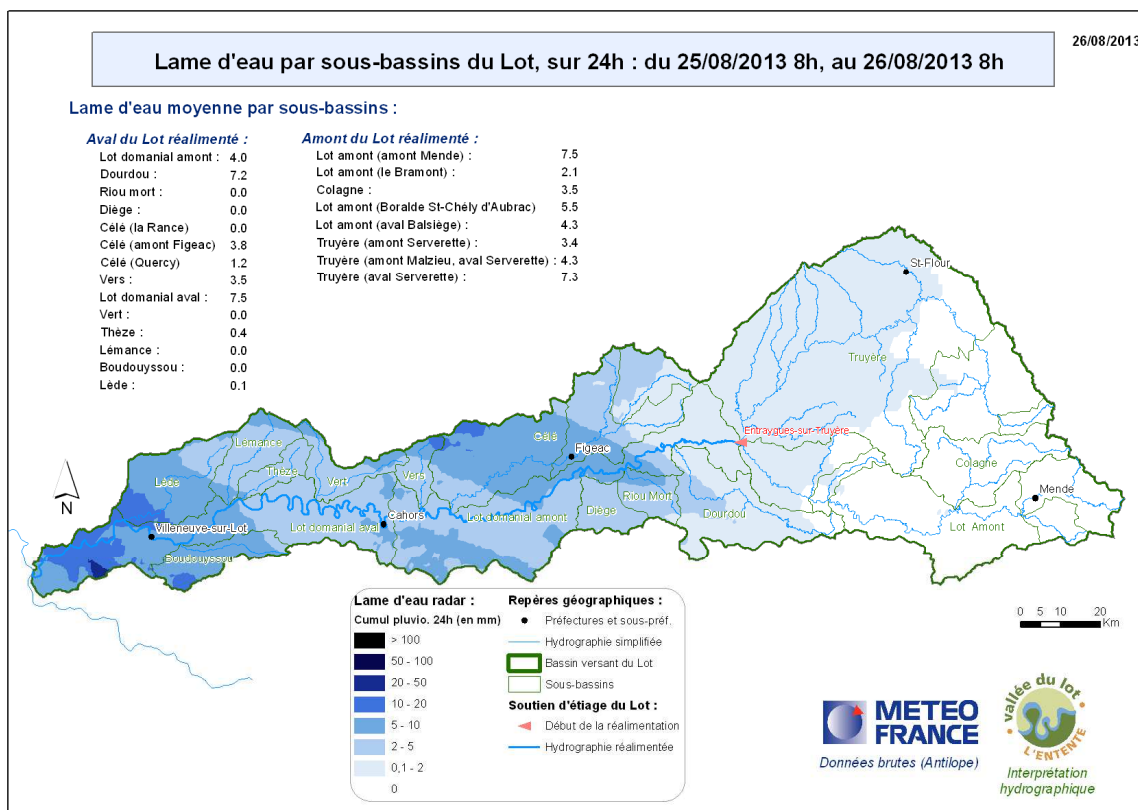 26/08/2013
Lame d'eau par sous-bassins du Lot, sur 24h : du 25/08/2013 8h, au 26/08/2013 8h
Lame d'eau moyenne par sous-bassins :
Aval du Lot réalimenté :
Lot domanial amont : 4.0
Dourdou : 7.2
Riou mort : 0.0
Diège : 0.0
Célé (la Rance) 0.0
Célé (amont Figeac) 3.8
Célé (Quercy) 1.2
Vers : 3.5
Lot domanial aval : 7.5
Vert : 0.0
Thèze : 0.4
Lémance : 0.0
Boudouyssou : 0.0
Lède : 0.1
Amont du Lot réalimenté :
Lot amont (amont Mende) : 7.5
Lot amont (le Bramont) : 2.1
Colagne : 3.5
Lot amont (Boralde St-Chély d'Aubrac) 5.5
Lot amont (aval Balsiège) : 4.3
Truyère (amont Serverette) : 3.4
Truyère (amont Malzieu, aval Serverette) : 4.3
Truyère (aval Serverette) : 7.3
St-Flour
Truyère
Entraygues-sur-Truyère
Célé
Figeac
Lémance
Thèze
Vert
Vers
Lède
Colagne
Mende
Riou Mort
Diège
Dourdou
Lot Amont
Cahors
Lot domanial amont
Lot domanial aval
Villeneuve-sur-Lot
Boudouyssou
N
Lame d'eau radar :
Cumul pluvio. 24h (en mm)
> 100
50 - 100
20 - 50
10 - 20
5 - 10
2 - 5
0,1 - 2
0
Repères géographiques :
Préfectures et sous-préf.
Hydrographie simplifiée
Bassin versant du Lot
Sous-bassins
Soutien d'étiage du Lot :
Début de la réalimentation
Hydrographie réalimentée
0 5 10 20
Km
METEO
FRANCE
Données brutes (Antilope)
vallée du lot
L'ENTENTE
Interprétation
hydrographique